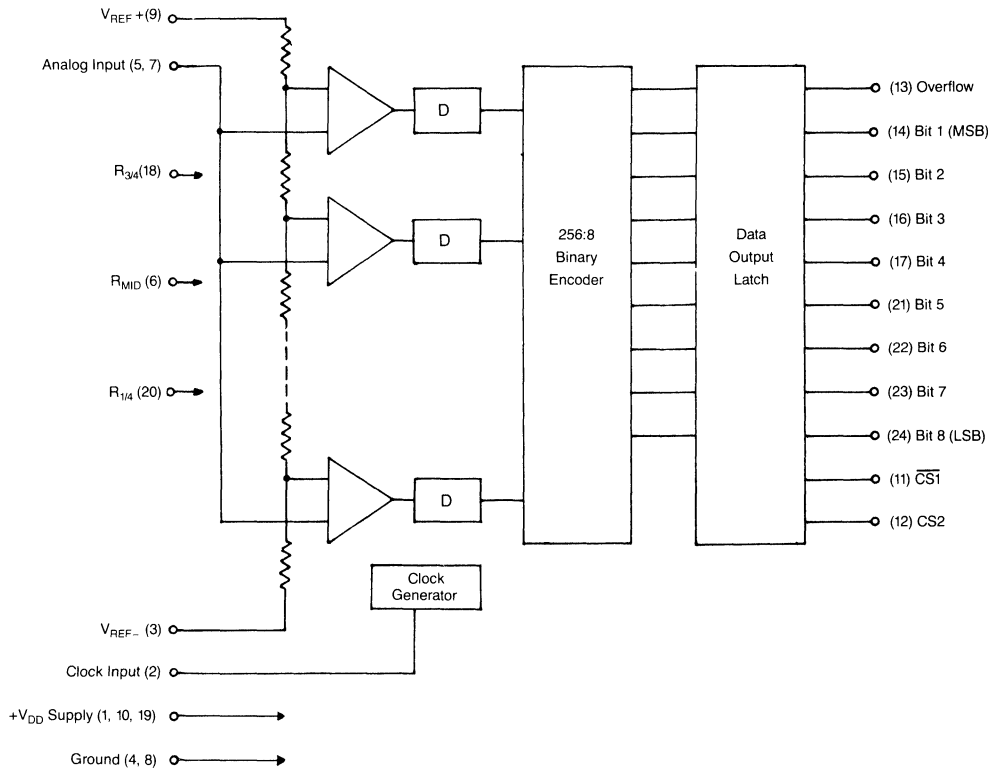 V_REF +(9)
Analog Input (5, 7)
R_3/4(18)
R_MID (6)
R_1/4 (20)
V_REF– (3)
Clock Input (2)
+V_DD Supply (1, 10, 19)
Ground (4, 8)
D
D
D
Clock
Generator
256:8
Binary
Encoder
Data
Output
Latch
(13) Overflow
(14) Bit 1 (MSB)
(15) Bit 2
(16) Bit 3
(17) Bit 4
(21) Bit 5
(22) Bit 6
(23) Bit 7
(24) Bit 8 (LSB)
(11) C̅S̅1̅
(12) CS2